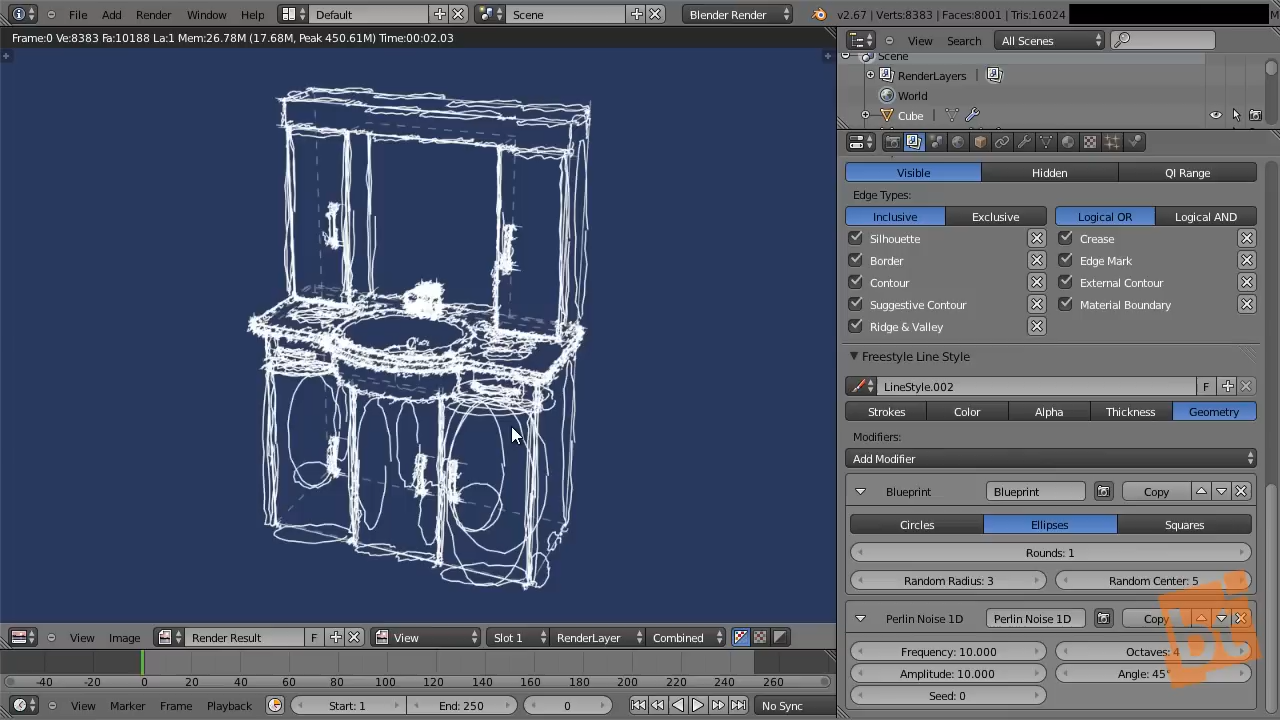 File Add Render Window Help Default Scene Blender Render v2.67 | Verts:8383 | Faces:8001 | Tris:16024
Frame:0 Ve:8383 Fa:10188 La:1 Mem:26.78M (17.68M, Peak 450.61M) Time:00:02.03
View Search All Scenes
Scene
RenderLayers
World
Cube
Visible Hidden QI Range
Edge Types:
Inclusive Exclusive Logical OR Logical AND
Silhouette Crease
Border Edge Mark
Contour External Contour
Suggestive Contour Material Boundary
Ridge & Valley
Freestyle Line Style
LineStyle.002 F
Strokes Color Alpha Thickness Geometry
Modifiers:
Add Modifier
Blueprint Blueprint Copy
Circles Ellipses Squares
Rounds: 1
Random Radius: 3 Random Center: 5
Perlin Noise 1D Perlin Noise 1D Copy
Frequency: 10.000 Octaves: 4
Amplitude: 10.000 Angle: 45°
Seed: 0
View Image Render Result F View Slot 1 RenderLayer Combined
-40 -20 0 20 40 60 80 100 120 140 160 180 200 220 240 260
View Marker Frame Playback Start: 1 End: 250 0 No Sync